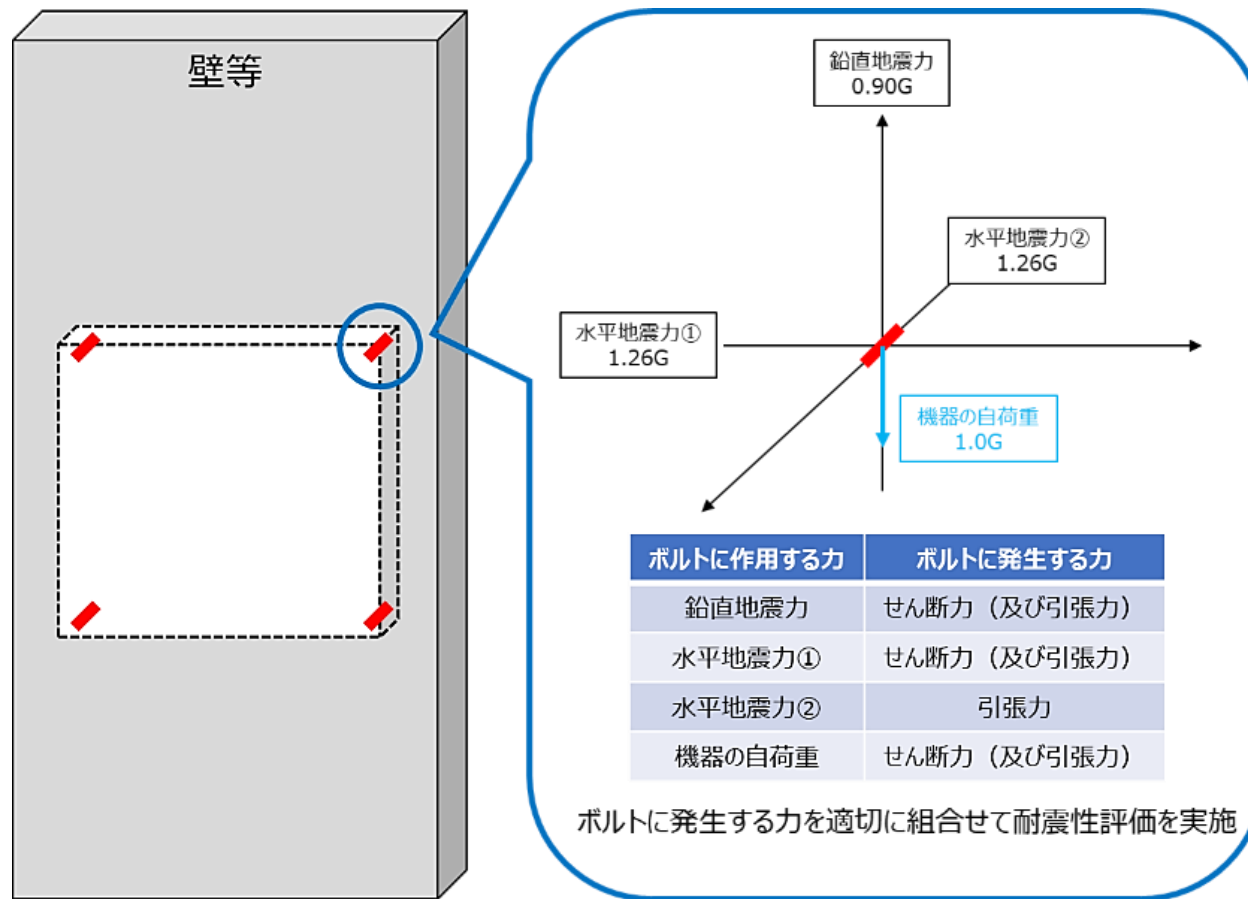 壁等
鉛直地震力
0.90G
水平地震力②
1.26G
水平地震力①
1.26G
機器の自荷重
1.0G
ボルトに作用する力 ボルトに発生する力
鉛直地震力 せん断力（及び引張力）
水平地震力① せん断力（及び引張力）
水平地震力② 引張力
機器の自荷重 せん断力（及び引張力）
ボルトに発生する力を適切に組合せて耐震性評価を実施